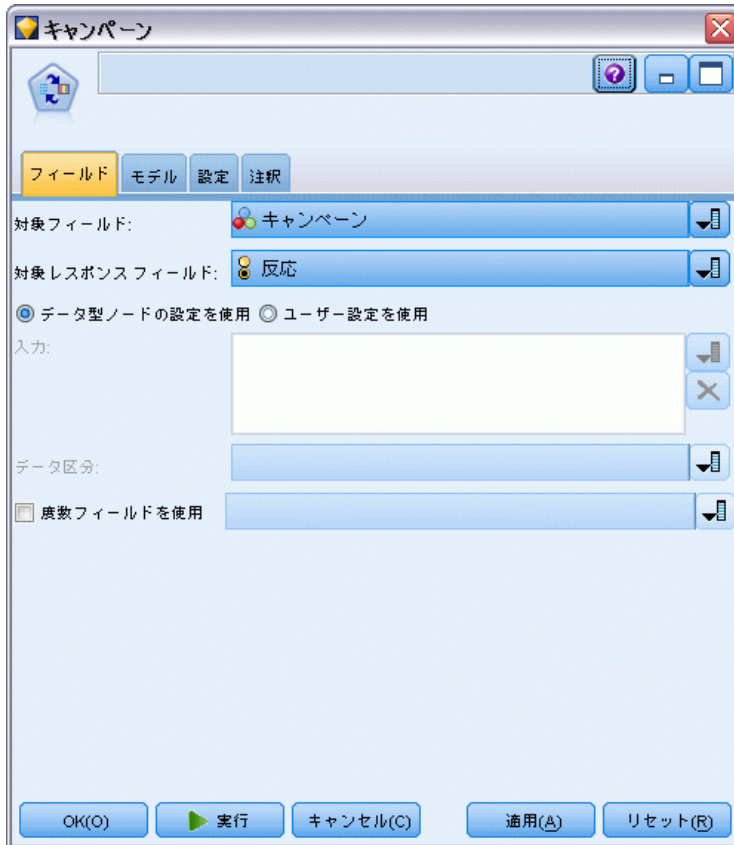 キャンペーン
フィールド モデル 設定 注釈
対象フィールド: キャンペーン
対象レスポンス フィールド: 反応
データ型ノードの設定を使用 ユーザー設定を使用
入力:
データ区分:
度数フィールドを使用
OK(O) 実行 キャンセル(C) 適用(A) リセット(R)